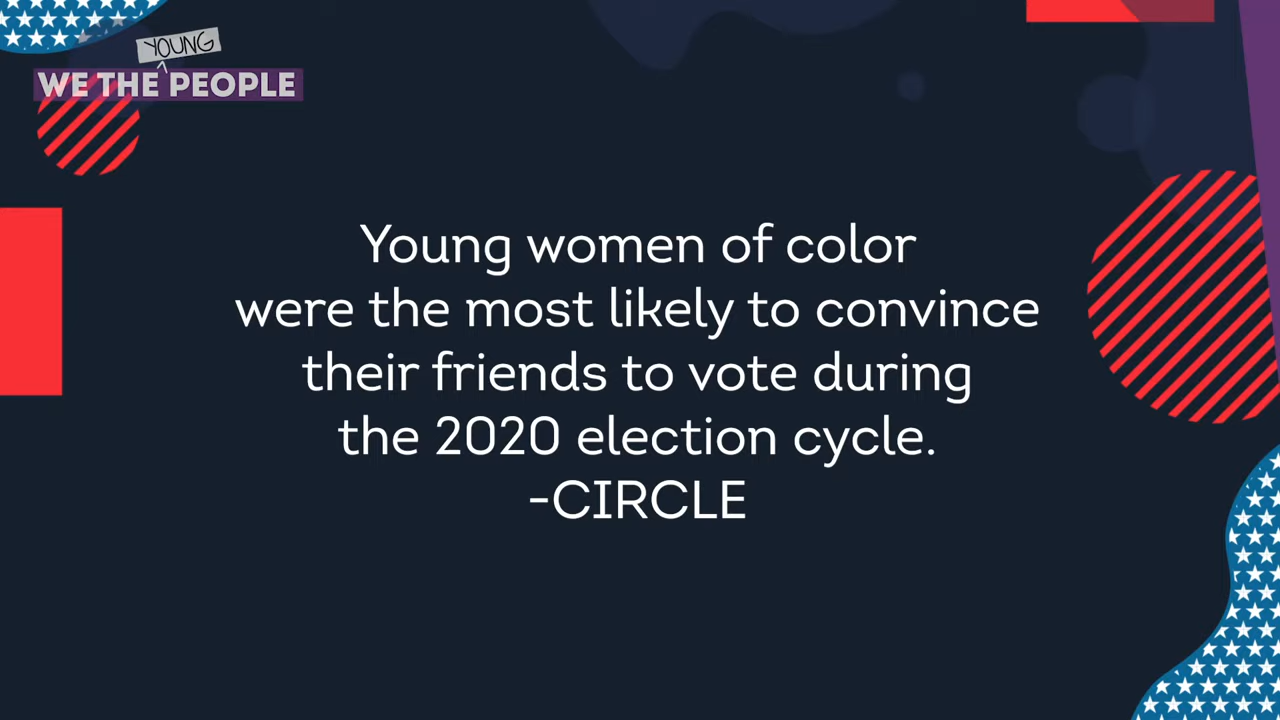 YOUNG
WE THE PEOPLE
Young women of color
were the most likely to convince
their friends to vote during
the 2020 election cycle.
-CIRCLE